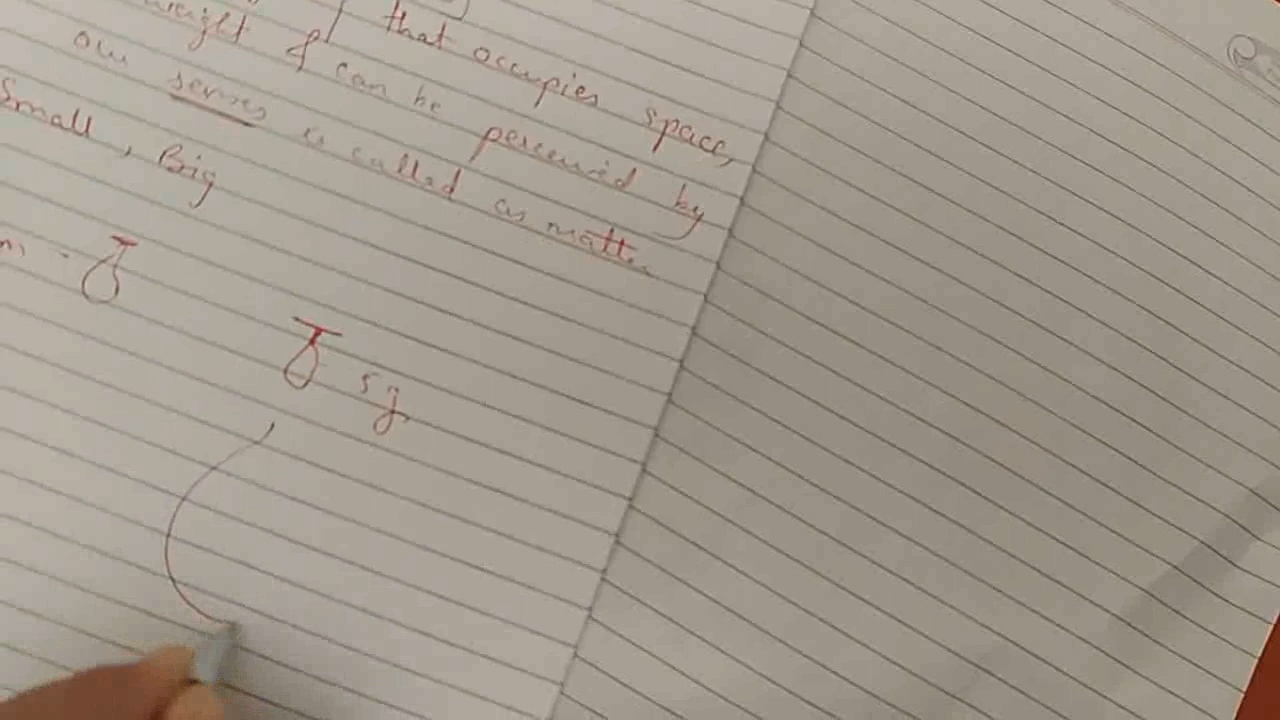 that occupies space,
weight & can be perceived by
our senses is called as matter
Small, Big
5 g